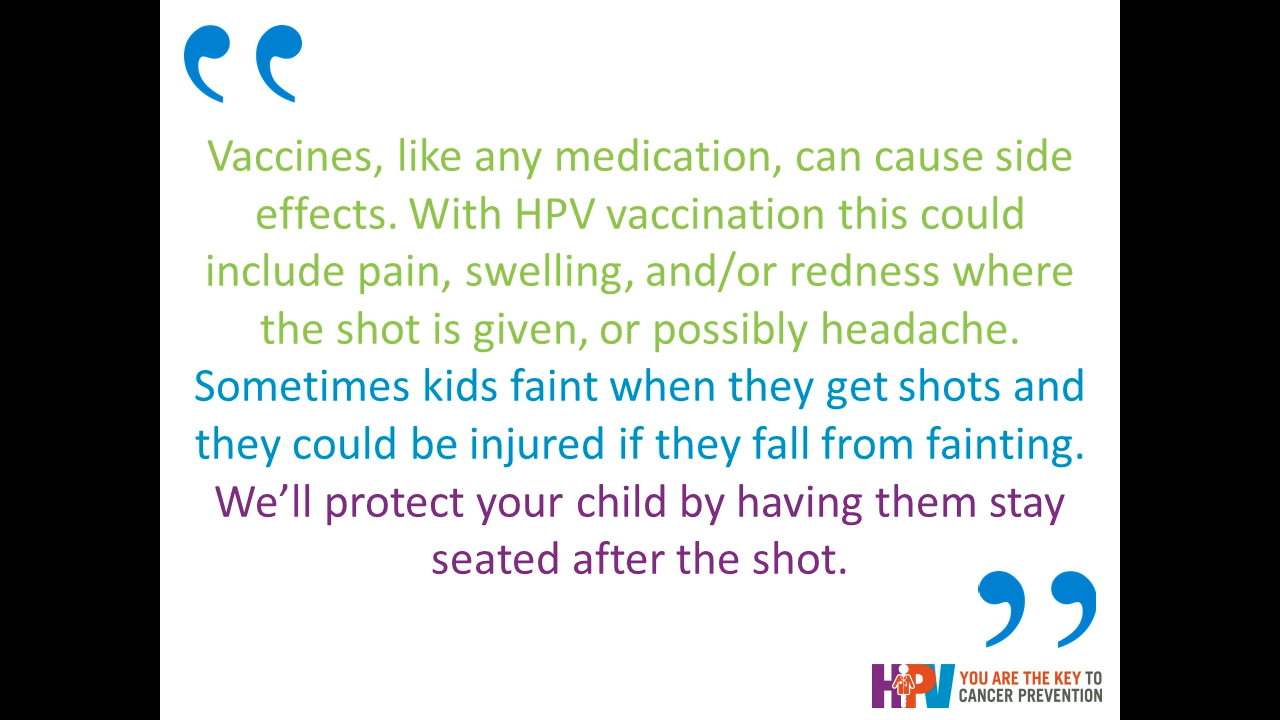 “
Vaccines, like any medication, can cause side
effects. With HPV vaccination this could
include pain, swelling, and/or redness where
the shot is given, or possibly headache.
Sometimes kids faint when they get shots and
they could be injured if they fall from fainting.
We’ll protect your child by having them stay
seated after the shot.
”
HPV YOU ARE THE KEY TO
CANCER PREVENTION